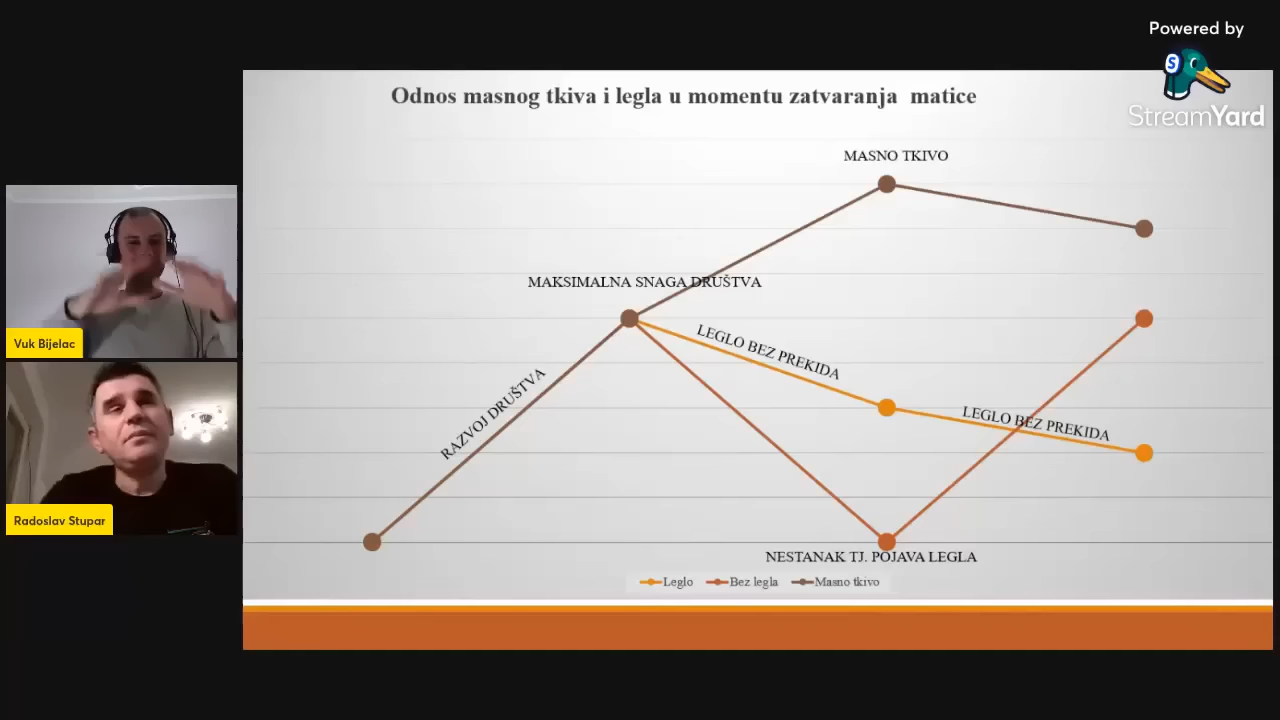 Powered by
StreamYard
Odnos masnog tkiva i legla u momentu zatvaranja matice
MASNO TKIVO
MAKSIMALNA SNAGA DRUŠTVA
LEGLO BEZ PREKIDA
RAZVOJ DRUŠTVA
LEGLO BEZ PREKIDA
NESTANAK TJ. POJAVA LEGLA
Leglo Bez legla Masno tkivo
Vuk Bijelac
Radoslav Stupar